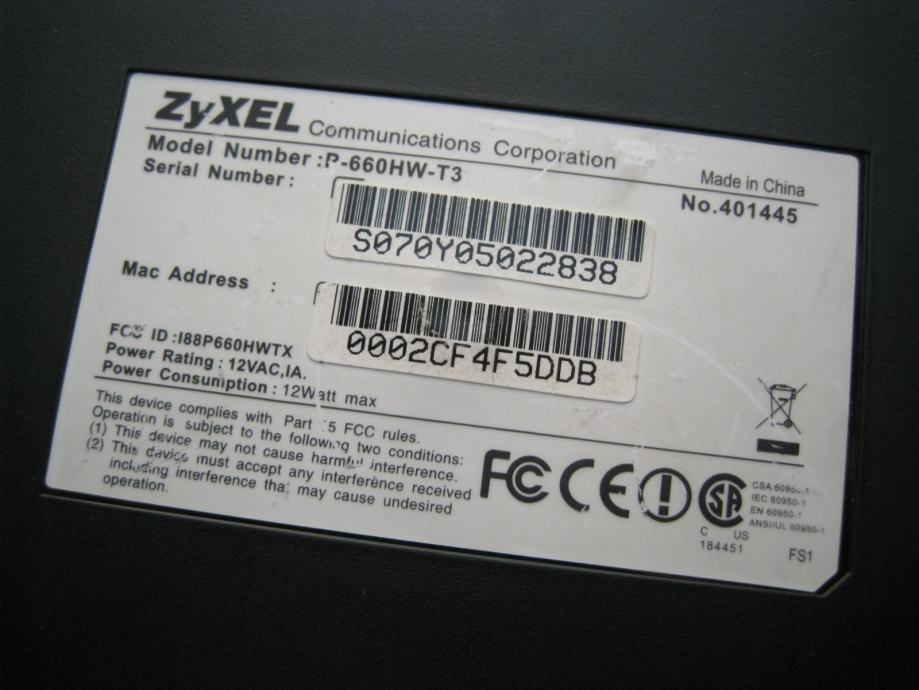 ZyXEL Communications Corporation
Model Number :P-660HW-T3
Made in China
Serial Number :
No.401445
S070Y05022838
Mac Address :
0002CF4F5DDB
FCC ID :I88P660HWTX
Power Rating : 12VAC,1A.
Power Consumption : 12Watt max
This device complies with Part 15 FCC rules.
Operation is subject to the following two conditions:
(1) This device may not cause harmful interference.
(2) This device must accept any interference received
including interference that may cause undesired
operation.
FC CE
SA
CSA 60950-1
IEC 60950-1
EN 60950-1
ANSI/UL 60950-1
C US
184451
FS1